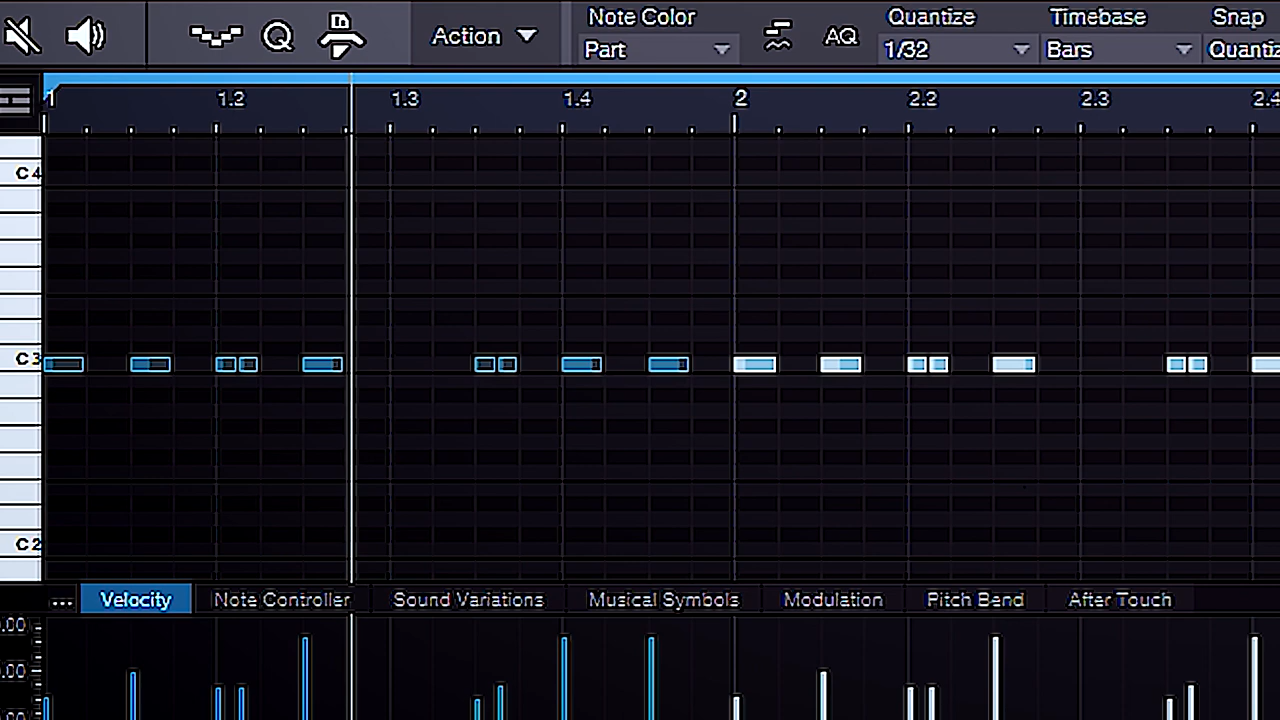 Note Color
Quantize
Timebase
Snap
Action
Part
AQ
1/32
Bars
Quantiz
1
1.2
1.3
1.4
2
2.2
2.3
2.4
C 4
C 3
C 2
... Velocity Note Controller Sound Variations Musical Symbols Modulation Pitch Bend After Touch
.00
.00